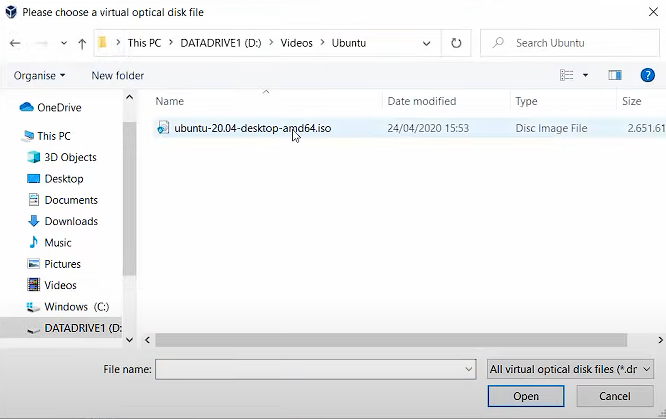 Please choose a virtual optical disk file
This PC > DATADRIVE1 (D:) > Videos > Ubuntu
Search Ubuntu
Organise
New folder
Name
Date modified
Type
Size
ubuntu-20.04-desktop-amd64.iso
24/04/2020 15:53
Disc Image File
2.651.61
OneDrive
This PC
3D Objects
Desktop
Documents
Downloads
Music
Pictures
Videos
Windows (C:)
DATADRIVE1 (D:
File name:
All virtual optical disk files (*.dr
Open
Cancel